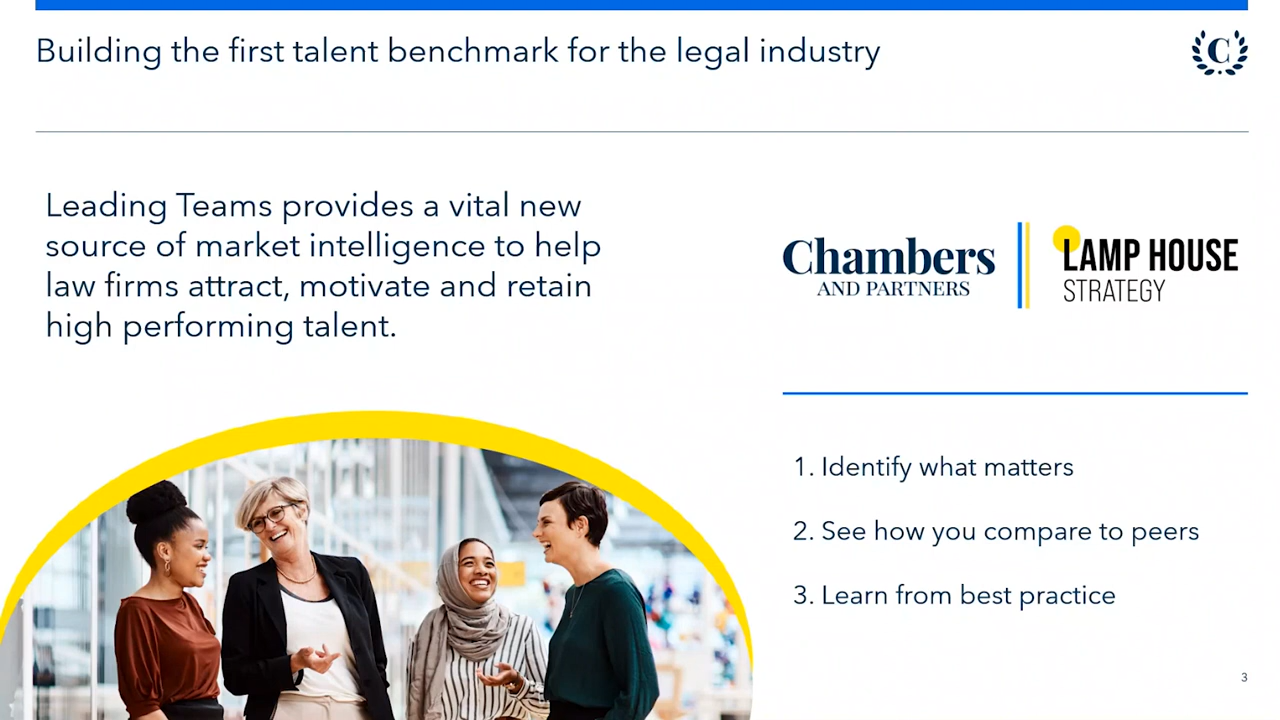 Building the first talent benchmark for the legal industry
C
Leading Teams provides a vital new
source of market intelligence to help
law firms attract, motivate and retain
high performing talent.
Chambers
AND PARTNERS
LAMP HOUSE
STRATEGY
1. Identify what matters
2. See how you compare to peers
3. Learn from best practice
3